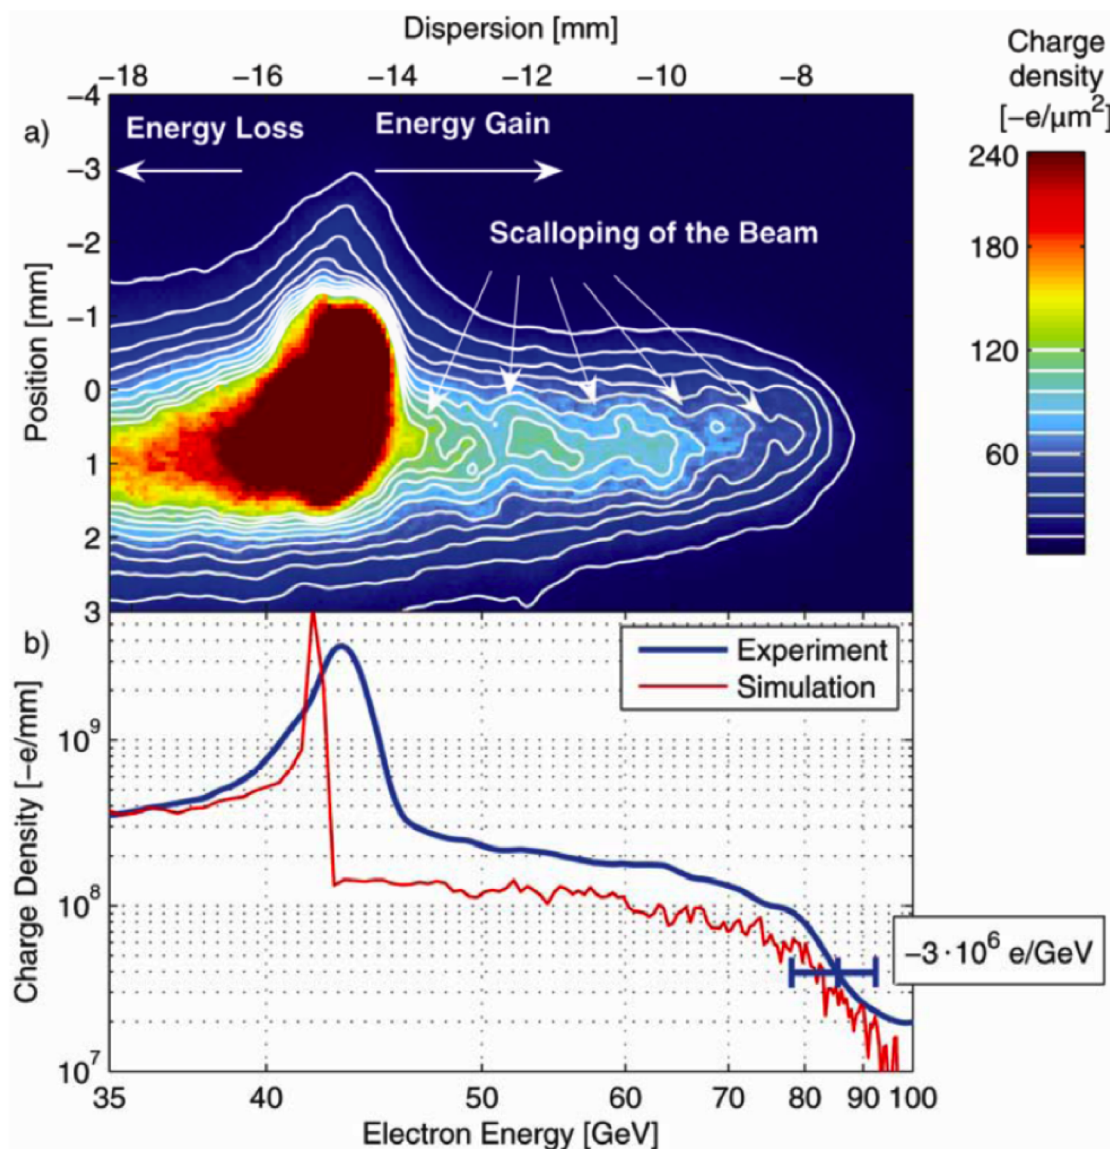 Dispersion [mm]
−18 −16 −14 −12 −10 −8
Charge
density
[−e/µm²]
a)
Energy Loss
Energy Gain
Scalloping of the Beam
Position [mm]
−4
−3
−2
−1
0
1
2
3
240
180
120
60
b)
Experiment
Simulation
Charge Density [−e/mm]
10⁹
10⁸
10⁷
−3·10⁶ e/GeV
35 40 50 60 70 80 90 100
Electron Energy [GeV]